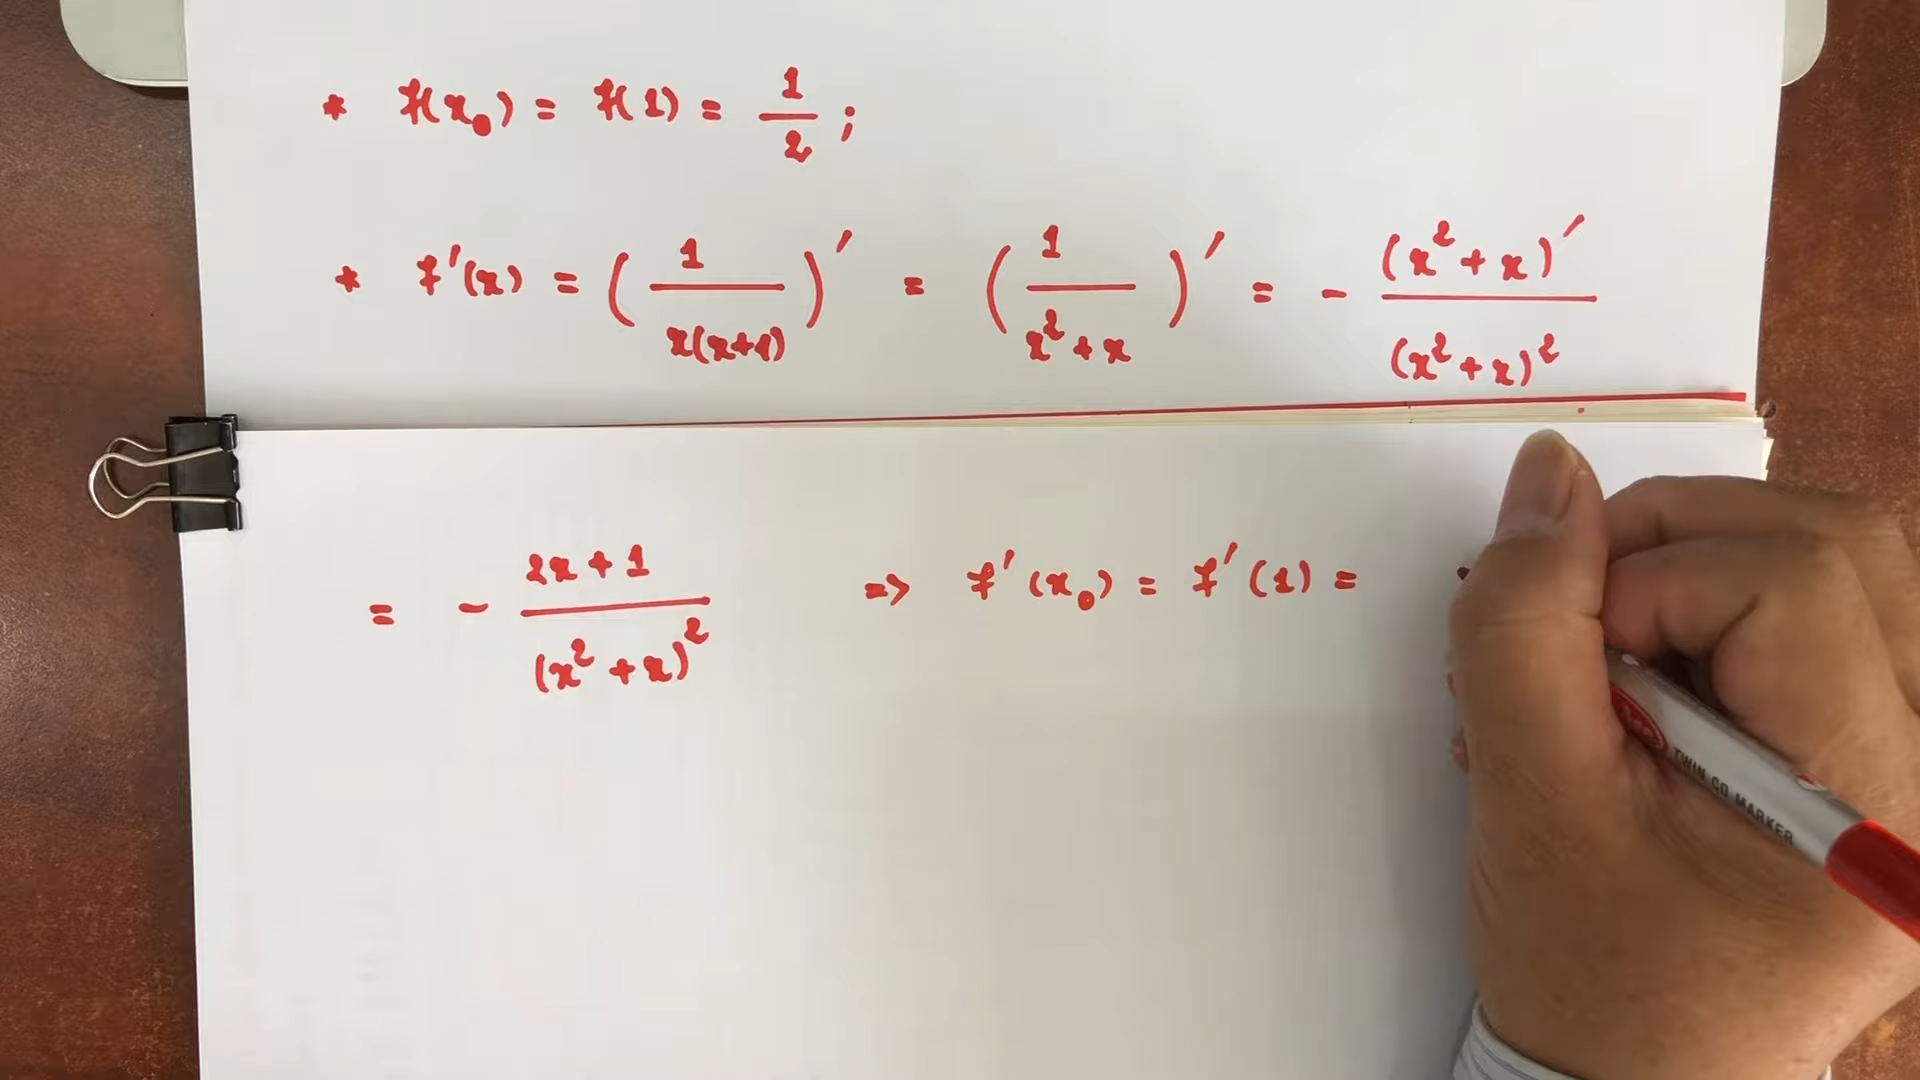 * f(x₀) = f(1) = 1/2 ;
* f'(x) = (1/x(x+1))' = (1/x²+x)' = - (x²+x)'/(x²+x)²
= - 2x+1/(x²+x)² => f'(x₀) = f'(1) =
TWIN CD MARKER